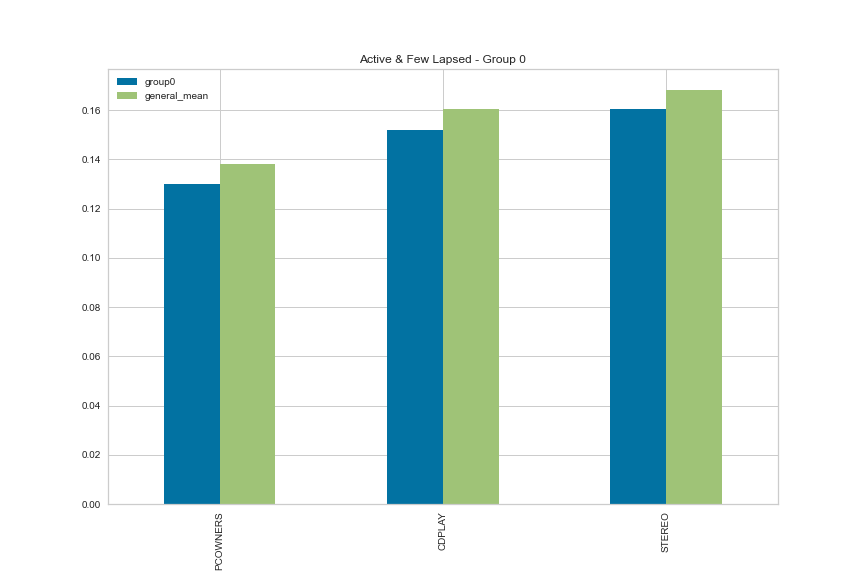 Active & Few Lapsed - Group 0
group0
general_mean
0.16
0.14
0.12
0.10
0.08
0.06
0.04
0.02
0.00
PCOWNERS
CDPLAY
STEREO